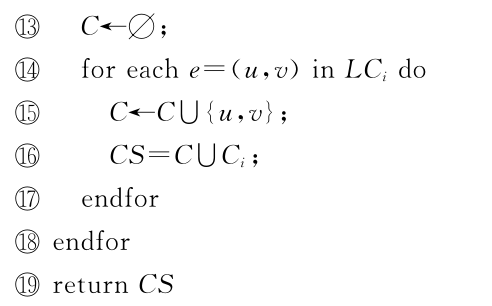 ⑬ C←∅;
⑭ for each e=(u,v) in LCᵢ do
⑮ C←C∪{u,v};
⑯ CS=C∪Cᵢ;
⑰ endfor
⑱ endfor
⑲ return CS